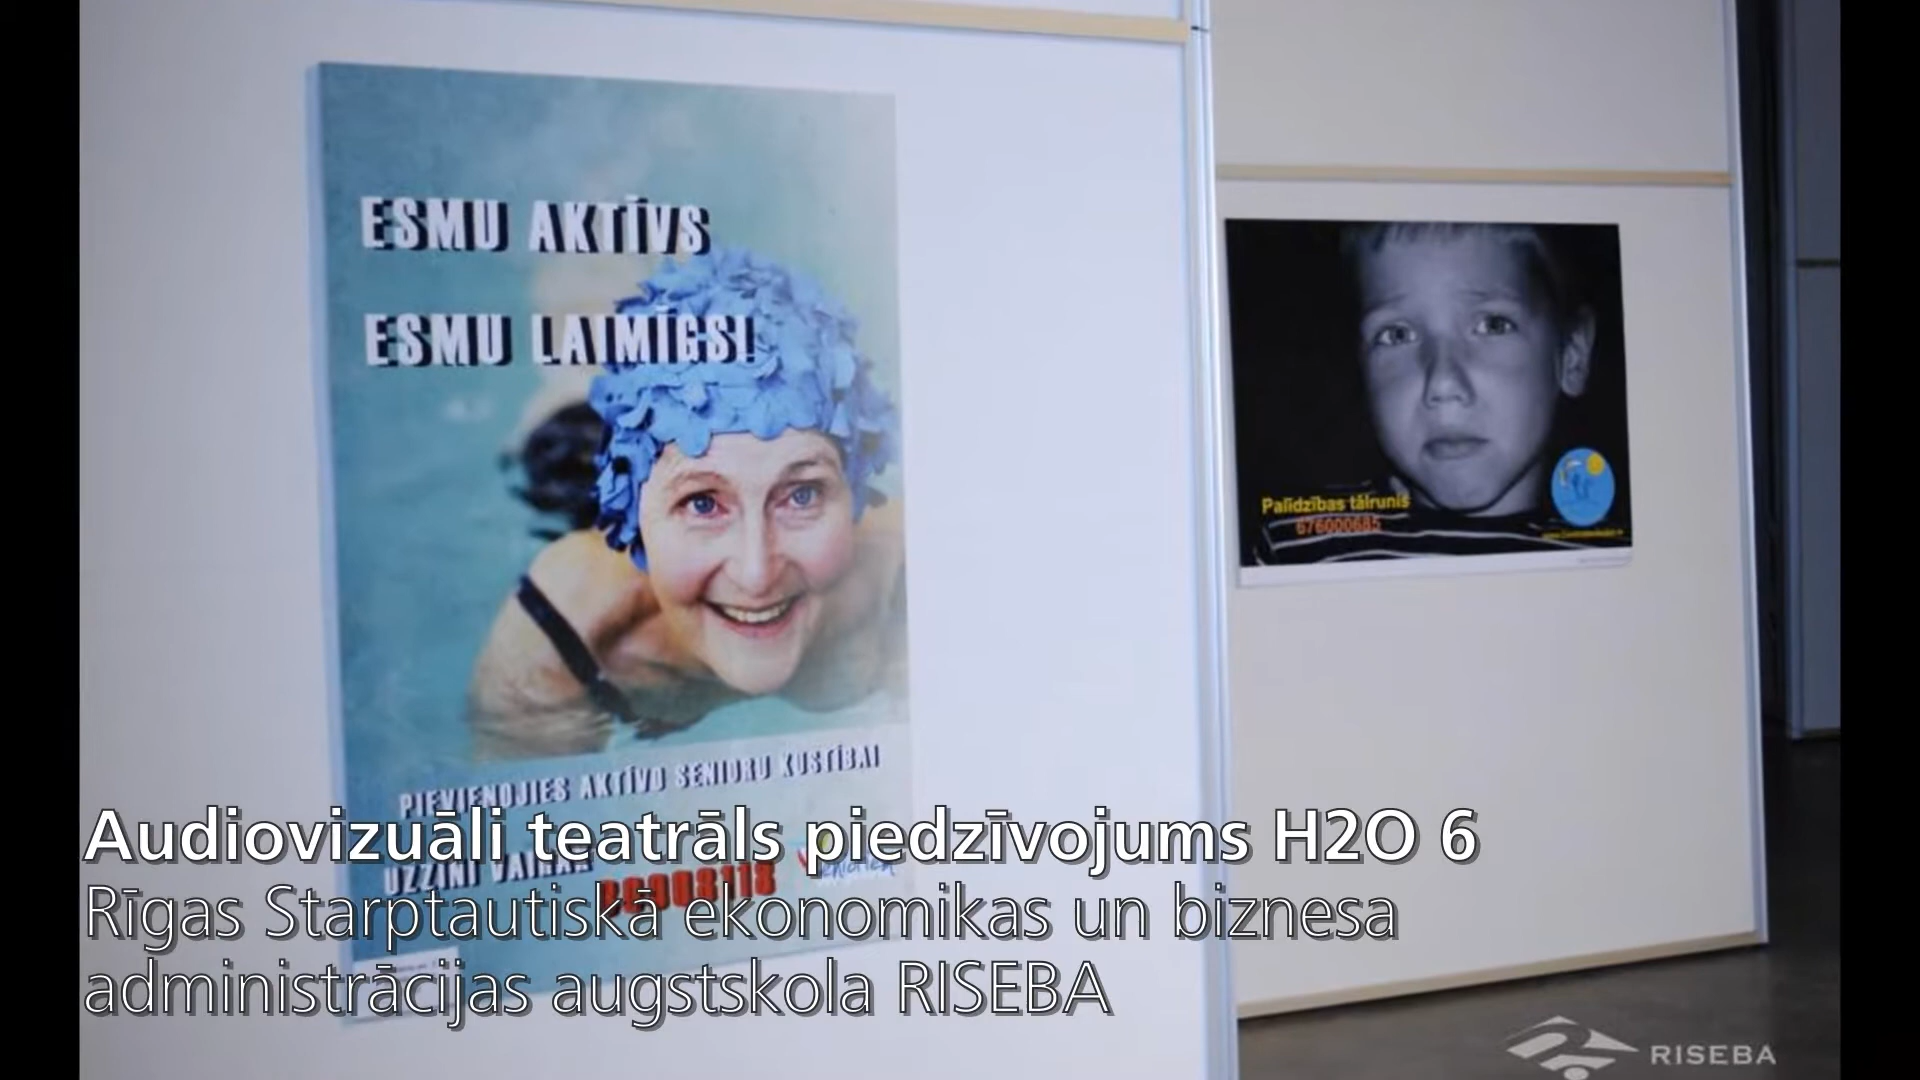 ESMU AKTĪVS
ESMU LAIMĪGS!
PIEVIENOJIES AKTĪVO SENIORU KUSTĪBAI
UZZINI VAIRĀK
Palīdzības tālrunis
676000685
Audiovizuāli teatrāls piedzīvojums H2O 6
Rīgas Starptautiskā ekonomikas un biznesa
administrācijas augstskola RISEBA
RISEBA